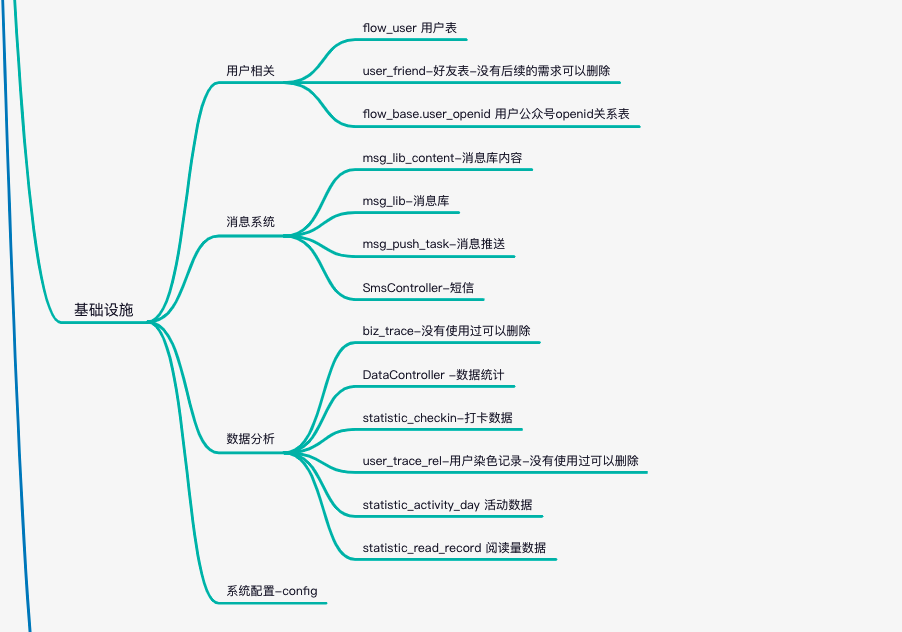 基础设施
用户相关
flow_user 用户表
user_friend-好友表-没有后续的需求可以删除
flow_base.user_openid 用户公众号openid关系表
消息系统
msg_lib_content-消息库内容
msg_lib-消息库
msg_push_task-消息推送
SmsController-短信
数据分析
biz_trace-没有使用过可以删除
DataController -数据统计
statistic_checkin-打卡数据
user_trace_rel-用户染色记录-没有使用过可以删除
statistic_activity_day 活动数据
statistic_read_record 阅读量数据
系统配置-config